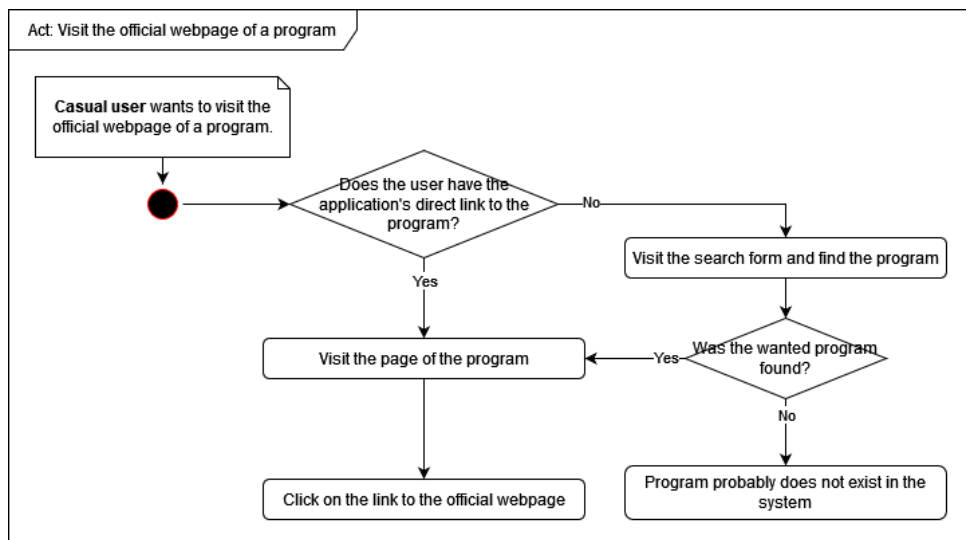 Act: Visit the official webpage of a program
Casual user wants to visit the
official webpage of a program.
Does the user have the
application's direct link to the
program?
No
Yes
Visit the search form and find the program
Visit the page of the program
Yes
Was the wanted program
found?
No
Click on the link to the official webpage
Program probably does not exist in the
system